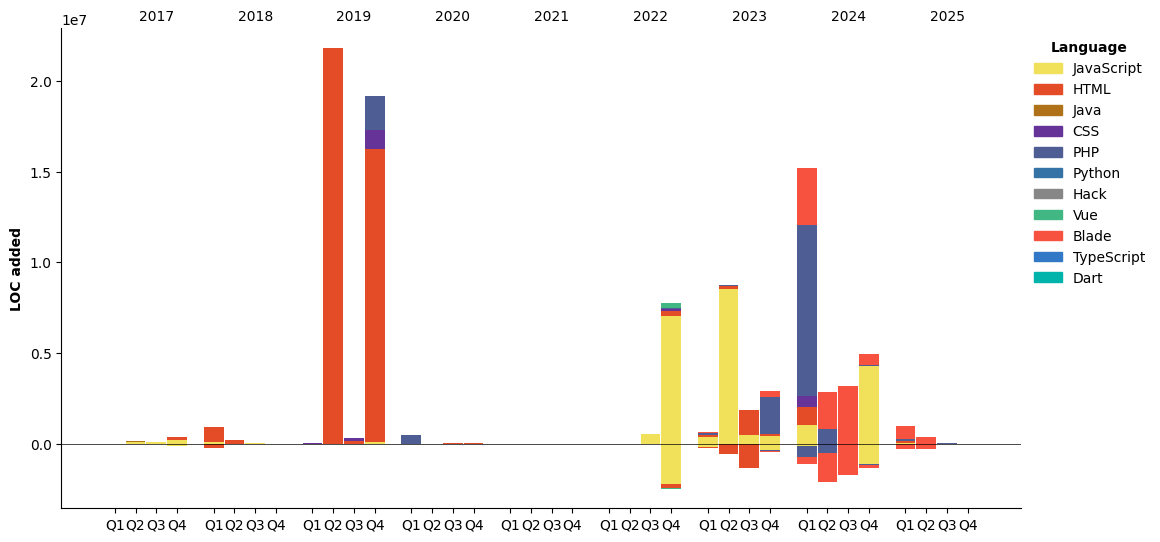 2017 2018 2019 2020 2021 2022 2023 2024 2025
1e7
2.0
1.5
1.0
0.5
0.0
LOC added
Q1 Q2 Q3 Q4 Q1 Q2 Q3 Q4 Q1 Q2 Q3 Q4 Q1 Q2 Q3 Q4 Q1 Q2 Q3 Q4 Q1 Q2 Q3 Q4 Q1 Q2 Q3 Q4 Q1 Q2 Q3 Q4 Q1 Q2 Q3 Q4
Language
JavaScript
HTML
Java
CSS
PHP
Python
Hack
Vue
Blade
TypeScript
Dart